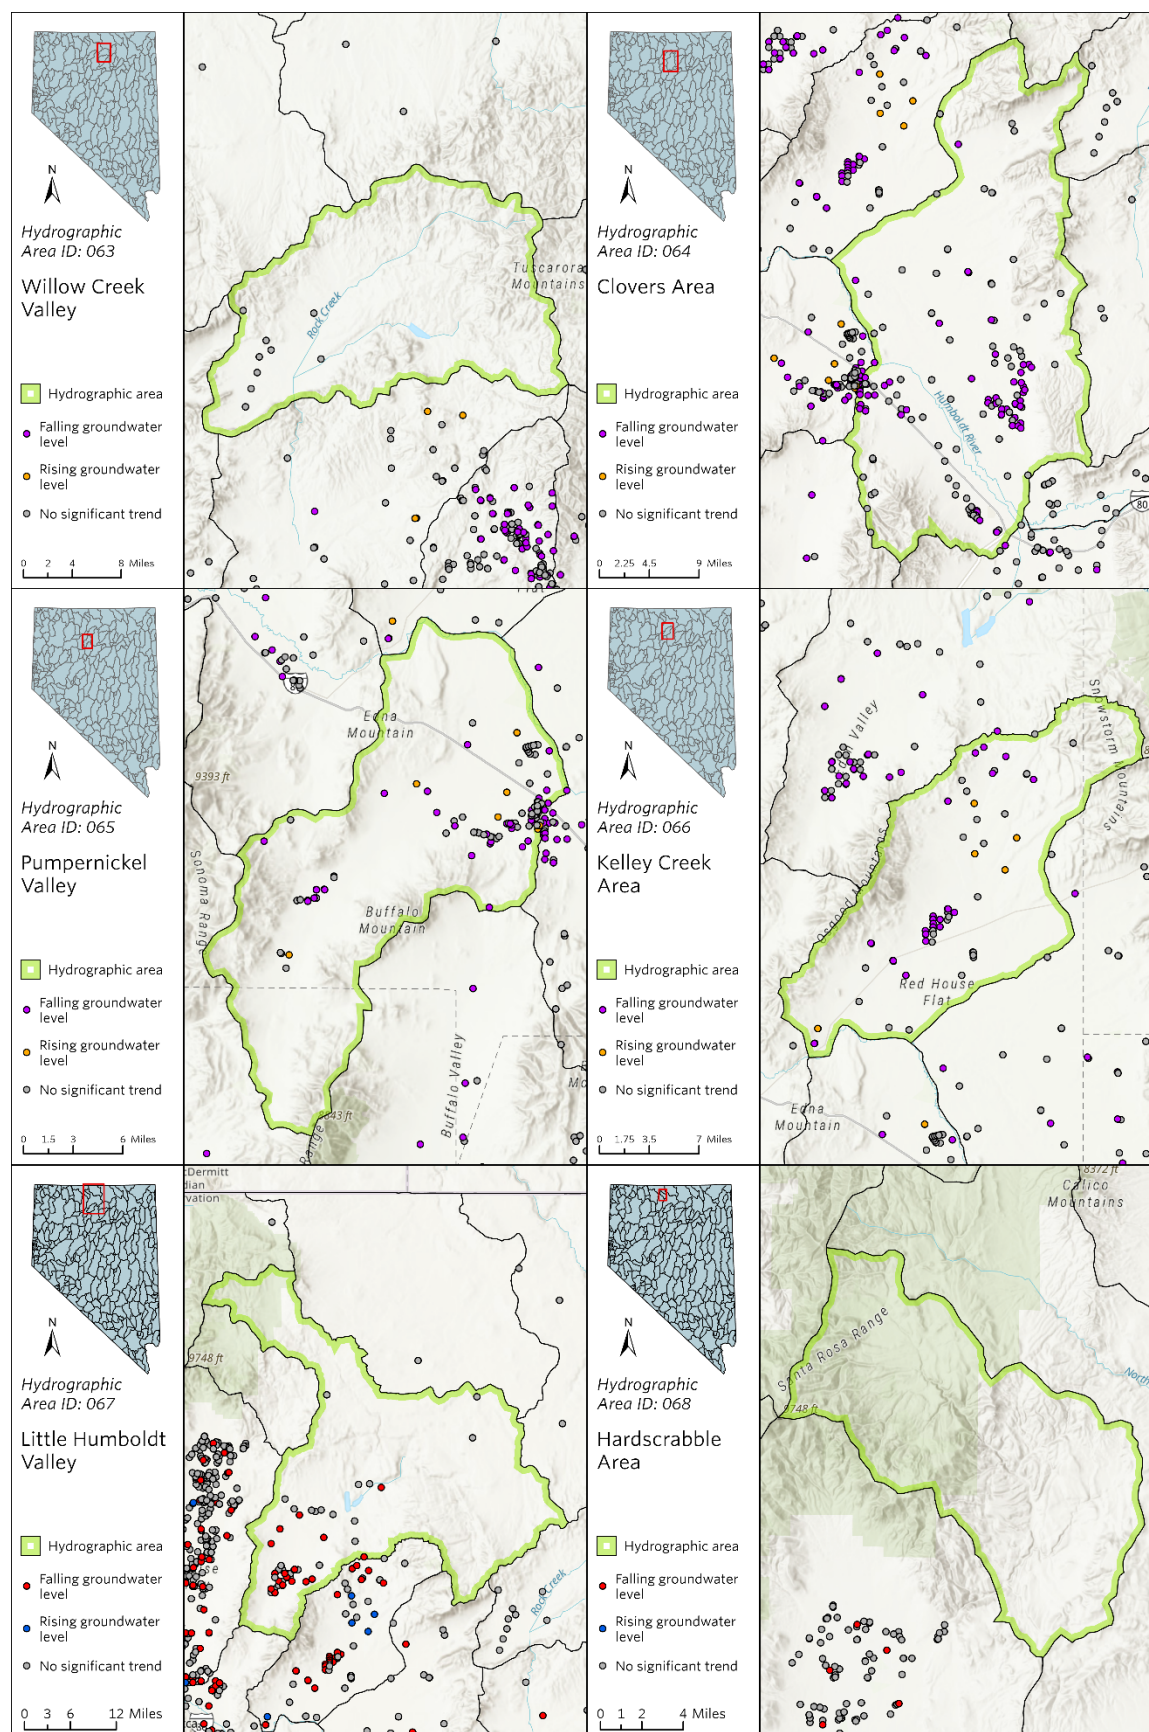 N
Hydrographic
Area ID: 063
Willow Creek
Valley
Hydrographic area
Falling groundwater
level
Rising groundwater
level
No significant trend
0 2 4 8 Miles
Tuscarora
Mountains
Rock Creek
N
Hydrographic
Area ID: 064
Clovers Area
Hydrographic area
Falling groundwater
level
Rising groundwater
level
No significant trend
0 2.25 4.5 9 Miles
Humboldt River
80
N
Hydrographic
Area ID: 065
Pumpernickel
Valley
Hydrographic area
Falling groundwater
level
Rising groundwater
level
No significant trend
0 1.5 3 6 Miles
Edna
Mountain
9393 ft
Sonoma Range
Buffalo
Mountain
Buffalo Valley
8843 ft
Range
N
Hydrographic
Area ID: 066
Kelley Creek
Area
Hydrographic area
Falling groundwater
level
Rising groundwater
level
No significant trend
0 1.75 3.5 7 Miles
Valley
Snowstorm Mountains
Osgood Mountains
Red House
Flat
Edna
Mountain
N
Hydrographic
Area ID: 067
Little Humboldt
Valley
Hydrographic area
Falling groundwater
level
Rising groundwater
level
No significant trend
0 3 6 12 Miles
Dermitt
dian
rvation
9748 ft
Rock Creek
N
Hydrographic
Area ID: 068
Hardscrabble
Area
Hydrographic area
Falling groundwater
level
Rising groundwater
level
No significant trend
0 1 2 4 Miles
8372 ft
Calico
Mountains
Santa Rosa Range
9748 ft
North